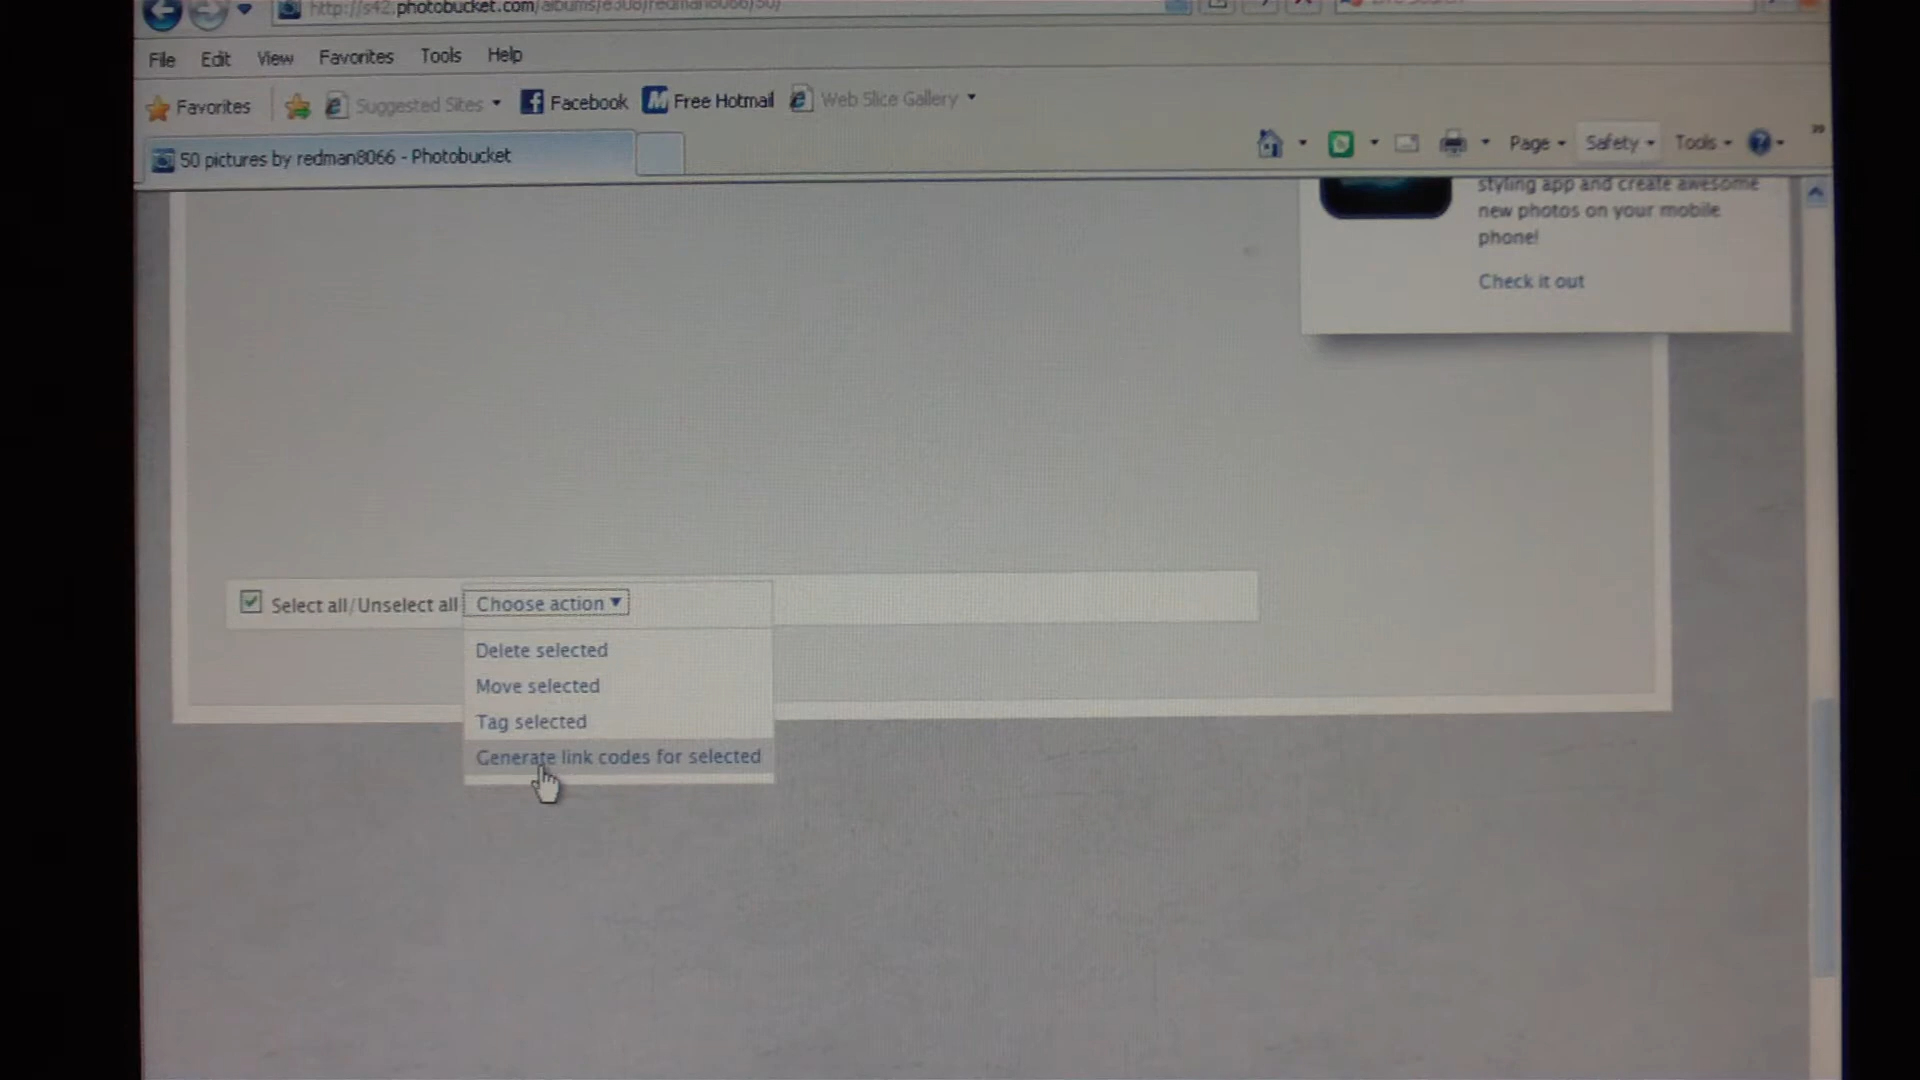 photobucket.com
File Edit View Favorites Tools Help
Favorites Suggested Sites Facebook Free Hotmail Web Slice Gallery
50 pictures by redman8066 - Photobucket
Page Safety Tools
styling app and create awesome
new photos on your mobile
phone!
Check it out
Select all/Unselect all Choose action
Delete selected
Move selected
Tag selected
Generate link codes for selected